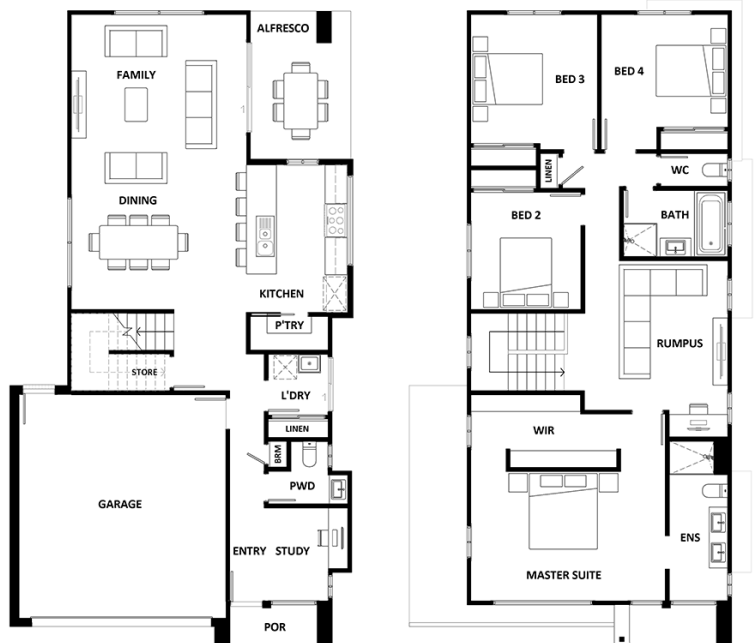 ALFRESCO
FAMILY
DINING
KITCHEN
P'TRY
STORE
L'DRY
LINEN
BRM
PWD
GARAGE
ENTRY STUDY
POR
BED 3
BED 4
LINEN
WC
BED 2
BATH
RUMPUS
WIR
ENS
MASTER SUITE